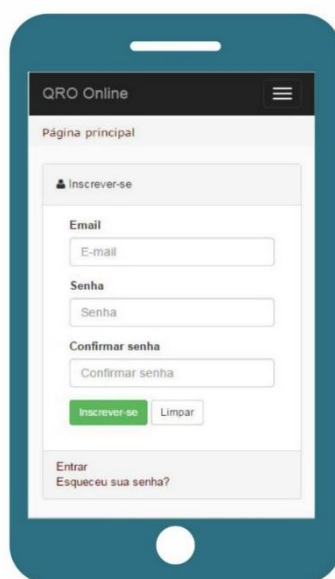 QRO Online
Página principal
Inscrever-se
Email
E-mail
Senha
Senha
Confirmar senha
Confirmar senha
Inscrever-se Limpar
Entrar
Esqueceu sua senha?